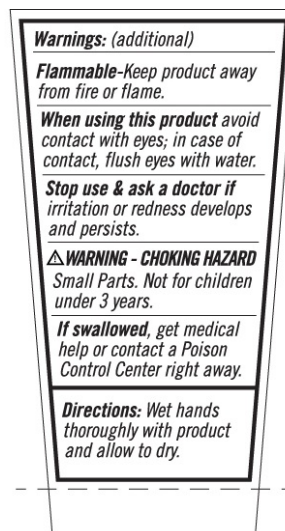 Warnings: (additional)
Flammable-Keep product away
from fire or flame.
When using this product avoid
contact with eyes; in case of
contact, flush eyes with water.
Stop use & ask a doctor if
irritation or redness develops
and persists.
⚠WARNING - CHOKING HAZARD
Small Parts. Not for children
under 3 years.
If swallowed, get medical
help or contact a Poison
Control Center right away.
Directions: Wet hands
thoroughly with product
and allow to dry.